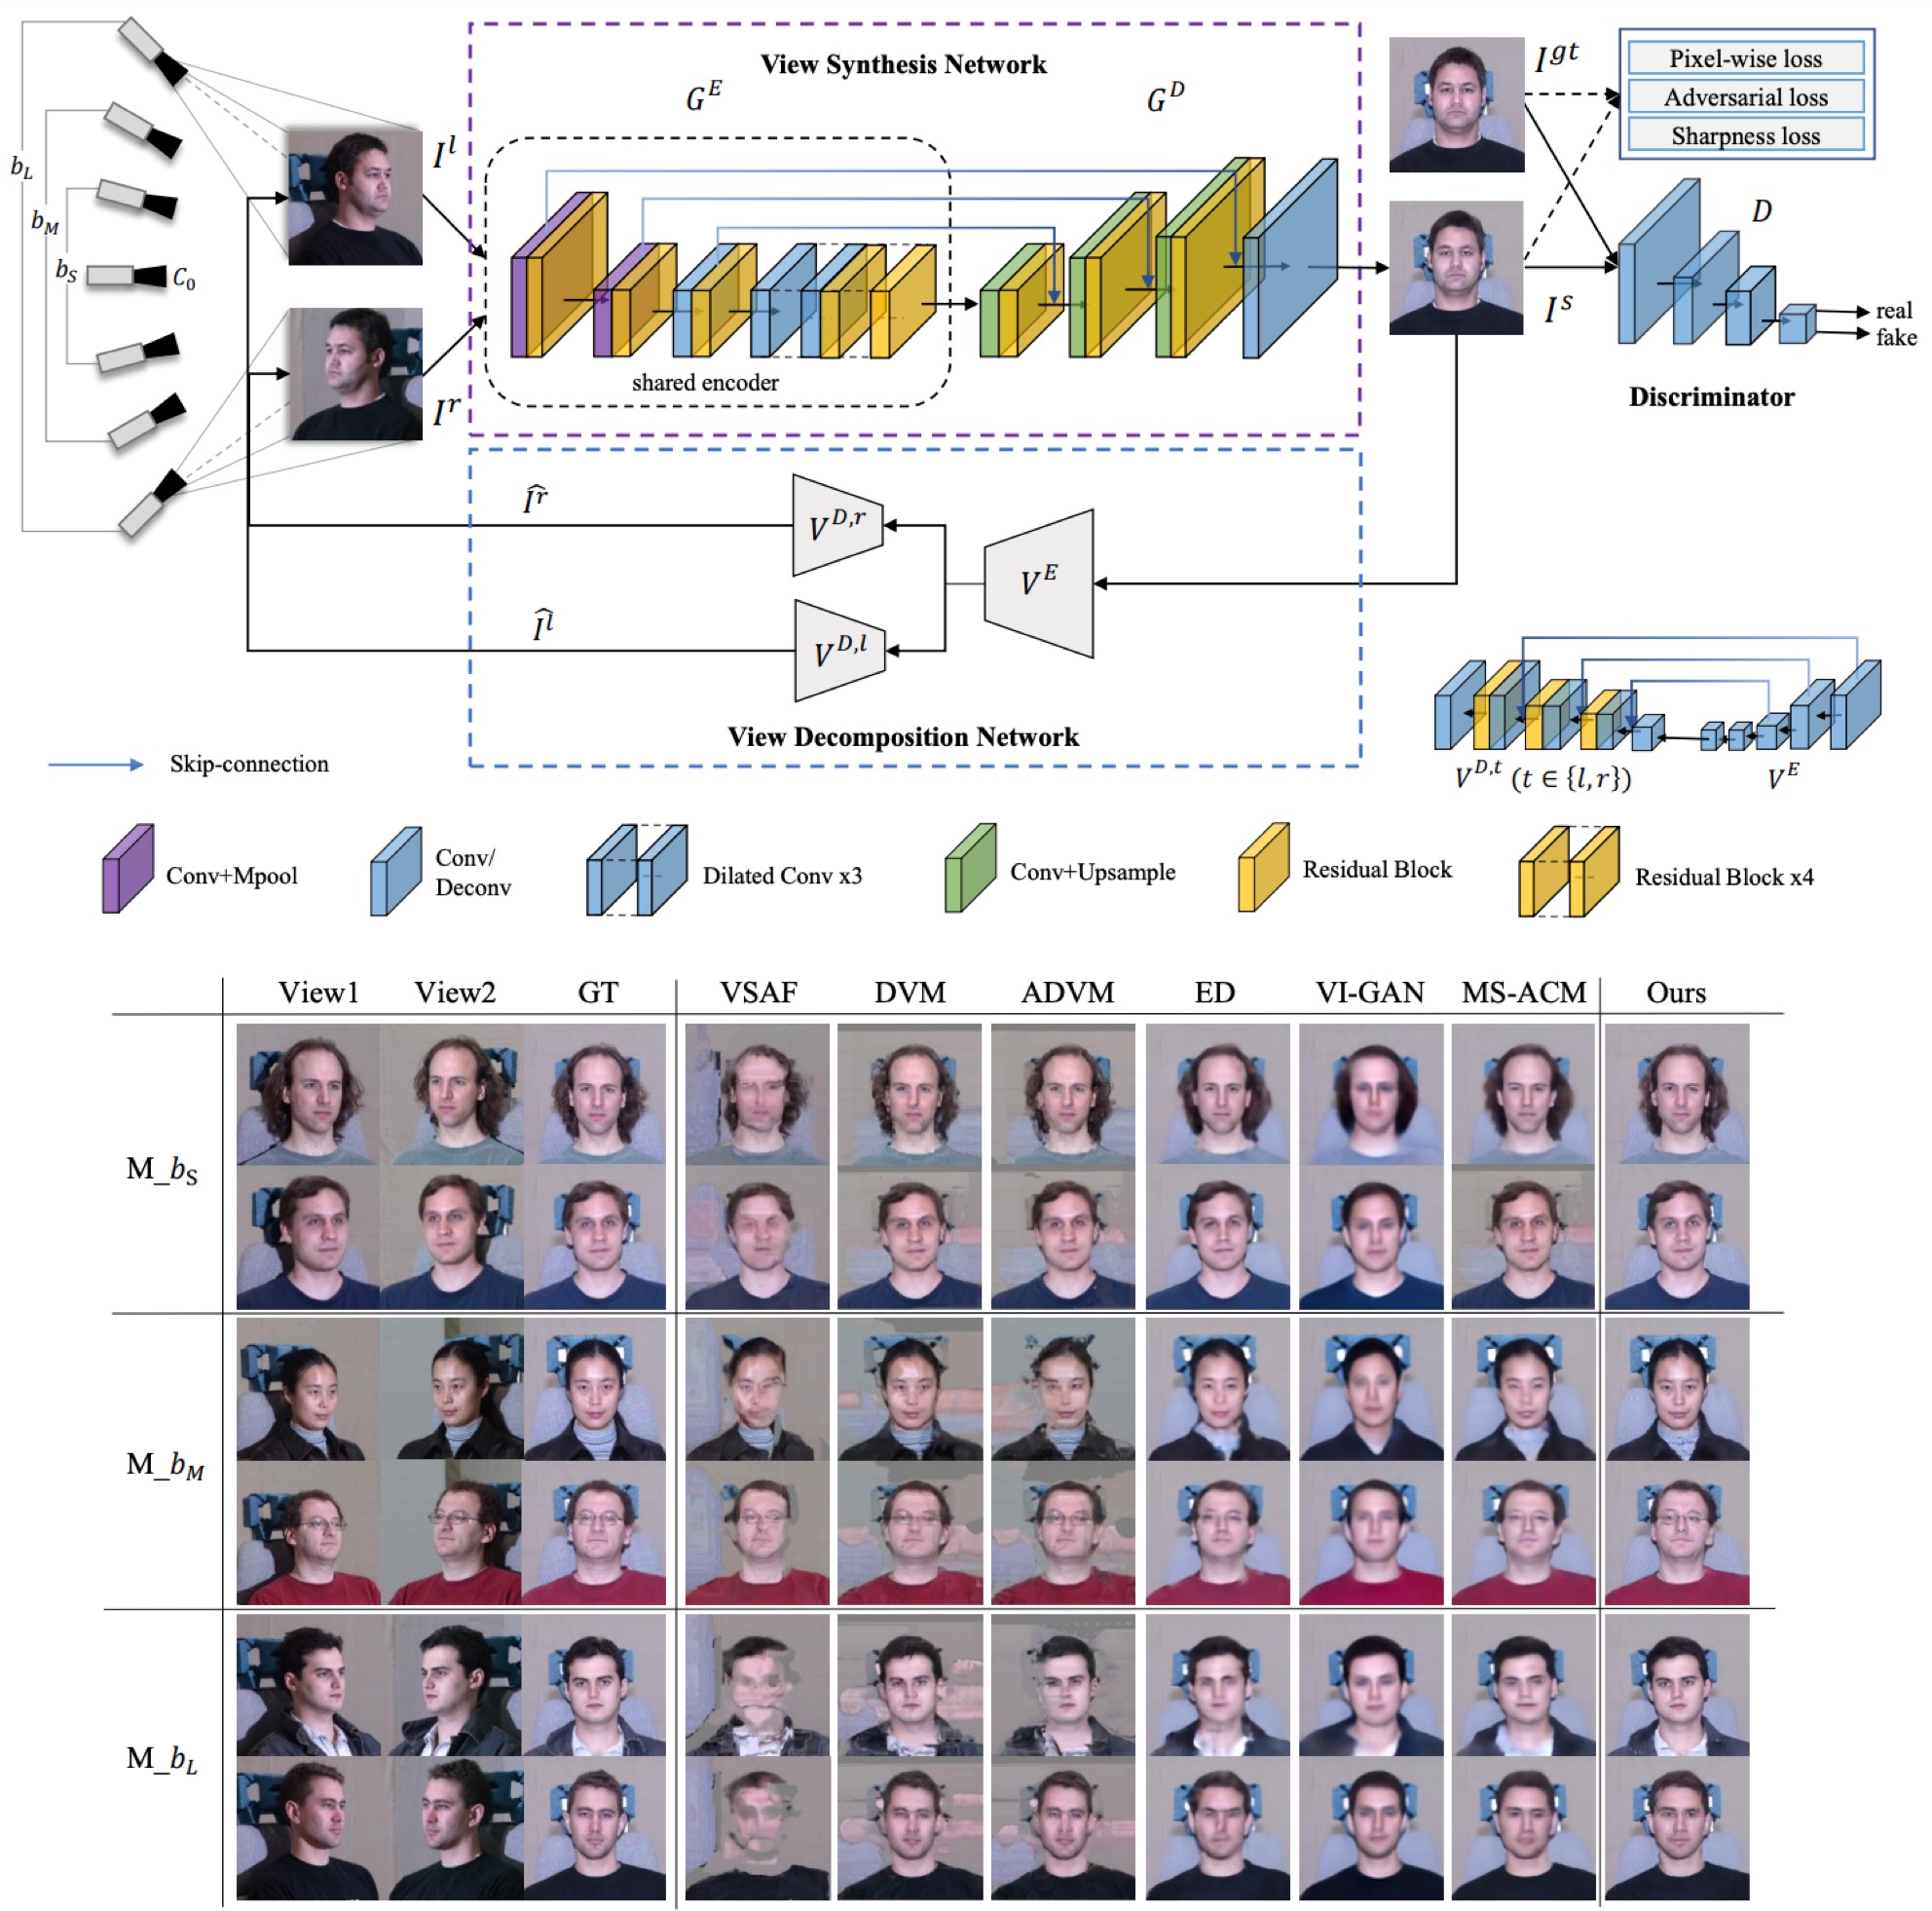 View Synthesis Network
G^E
G^D
I^{gt}
Pixel-wise loss
Adversarial loss
Sharpness loss
I^l
b_L
b_M
b_S
C_0
D
I^s
real
fake
shared encoder
I^r
Discriminator
\hat{I^r}
V^{D,r}
V^E
\hat{I^l}
V^{D,l}
View Decomposition Network
Skip-connection
V^{D,t} (t ∈ {l, r})
V^E
Conv+Mpool
Conv/
Deconv
Dilated Conv x3
Conv+Upsample
Residual Block
Residual Block x4
View1 View2 GT VSAF DVM ADVM ED VI-GAN MS-ACM Ours
M_b_S
M_b_M
M_b_L